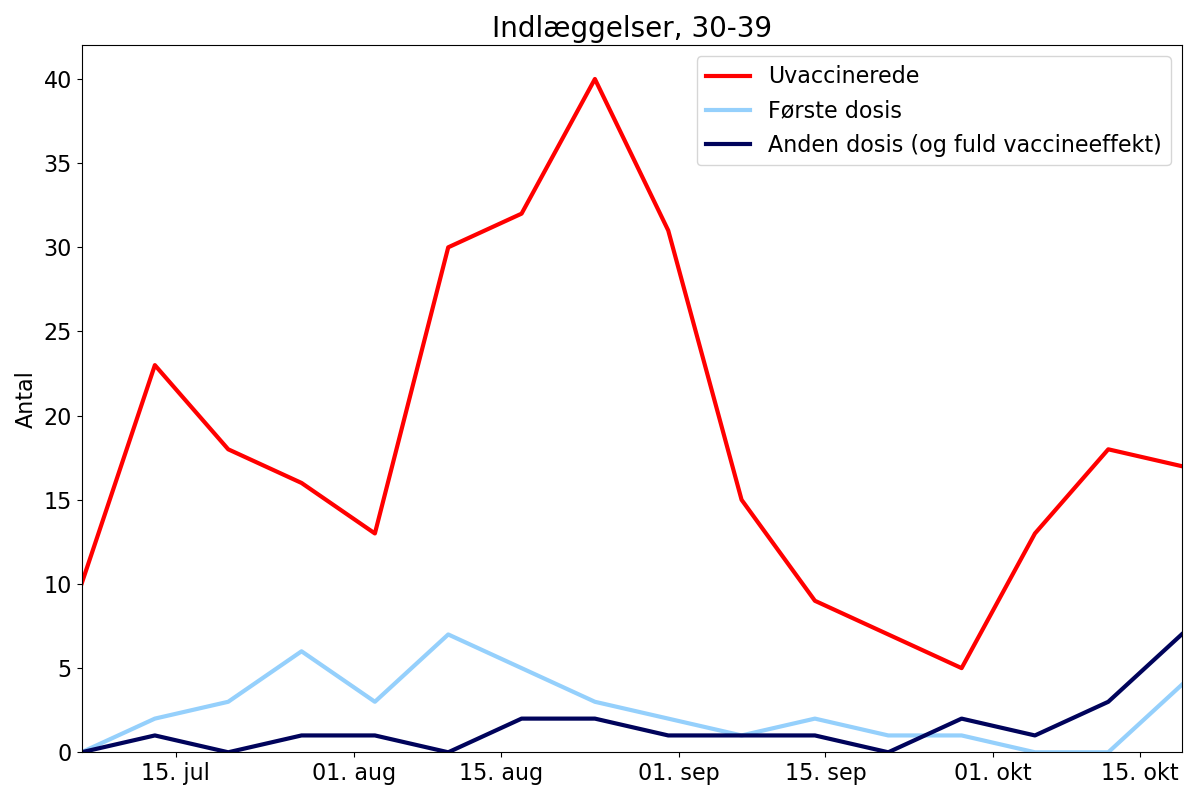 Indlæggelser, 30-39
Uvaccinerede
Første dosis
Anden dosis (og fuld vaccineeffekt)
Antal
40
35
30
25
20
15
10
5
0
15. jul
01. aug
15. aug
01. sep
15. sep
01. okt
15. okt